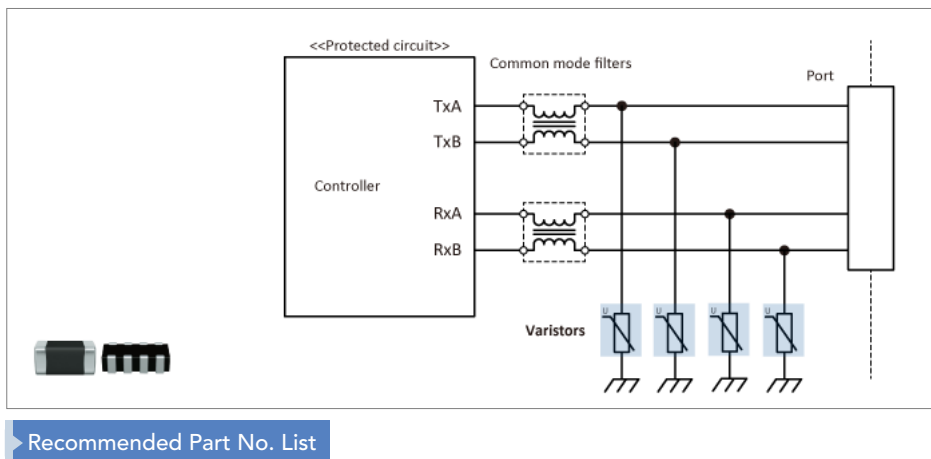 <<Protected circuit>>
Common mode filters
Port
TxA
TxB
Controller
RxA
RxB
U
U
U
U
Varistors
Recommended Part No. List